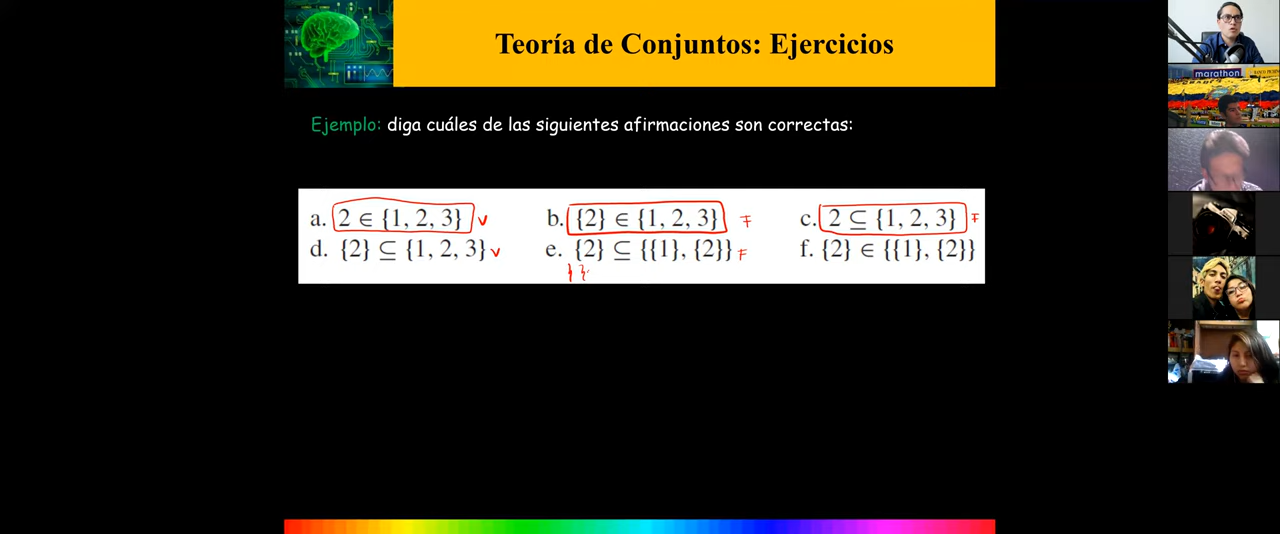 Teoría de Conjuntos: Ejercicios
marathon
Ejemplo: diga cuáles de las siguientes afirmaciones son correctas:
a. 2 ∈ {1, 2, 3} V b. {2} ∈ {1, 2, 3} F c. 2 ⊆ {1, 2, 3} F
d. {2} ⊆ {1, 2, 3} V e. {2} ⊆ {{1}, {2}} F f. {2} ∈ {{1}, {2}}